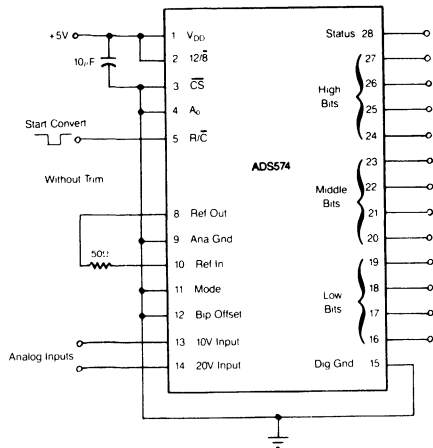 +5V
10µF
Start Convert
Without Trim
50Ω
Analog Inputs
1 V_DD
2 12/8̅
3 C̅S̅
4 A₀
5 R/C̅
8 Ref Out
9 Ana Gnd
10 Ref In
11 Mode
12 Bip Offset
13 10V Input
14 20V Input
ADS574
Status 28
27
High 26
Bits 25
24
23
Middle 22
Bits 21
20
19
Low 18
Bits 17
16
Dig Gnd 15